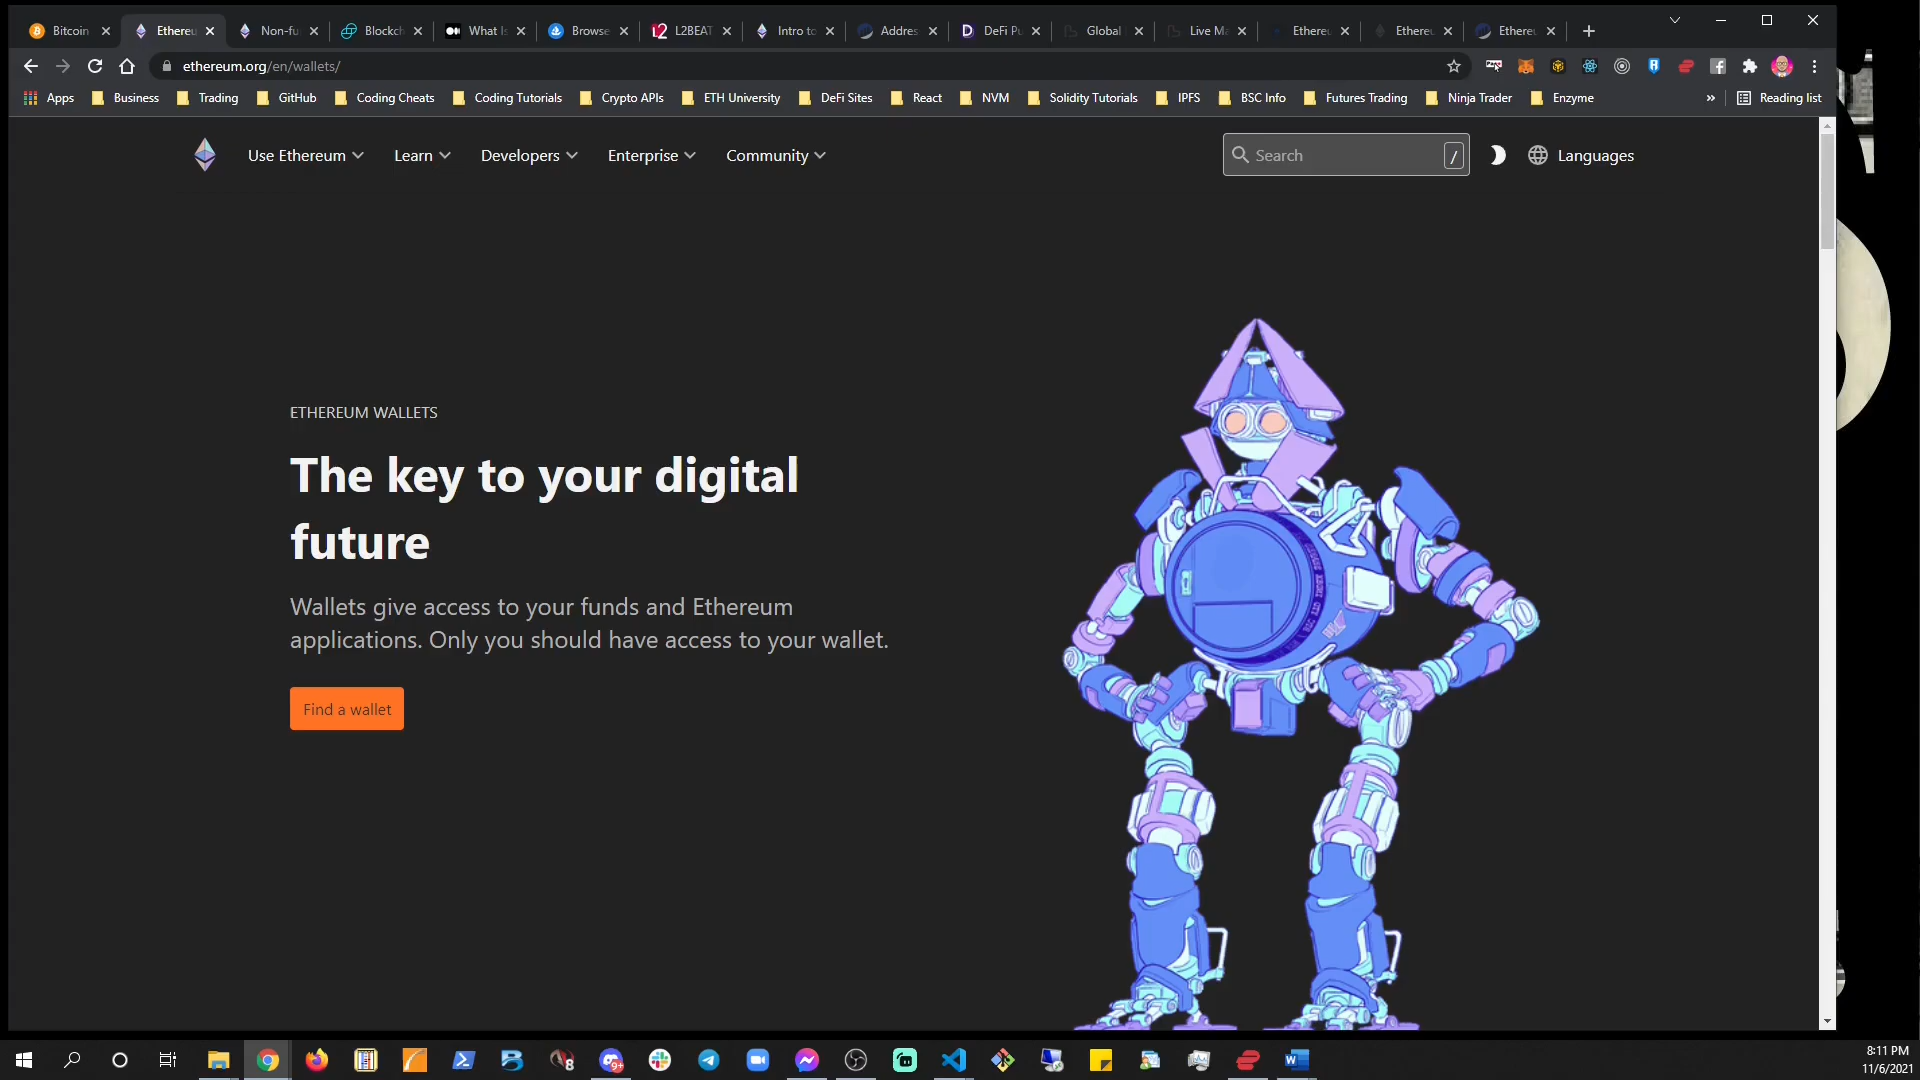 Bitcoin
Ethereu
Non-fu
Blockch
What Is
Browse
L2BEAT
Intro to
Addres
DeFi Pu
Global
Live Ma
Ethereu
Ethereu
Ethereu
ethereum.org/en/wallets/
Apps Business Trading GitHub Coding Cheats Coding Tutorials Crypto APIs ETH University DeFi Sites React NVM Solidity Tutorials IPFS BSC Info Futures Trading Ninja Trader Enzyme » Reading list
Use Ethereum Learn Developers Enterprise Community Search / Languages
ETHEREUM WALLETS
The key to your digital
future
Wallets give access to your funds and Ethereum
applications. Only you should have access to your wallet.
Find a wallet
8:11 PM
11/6/2021